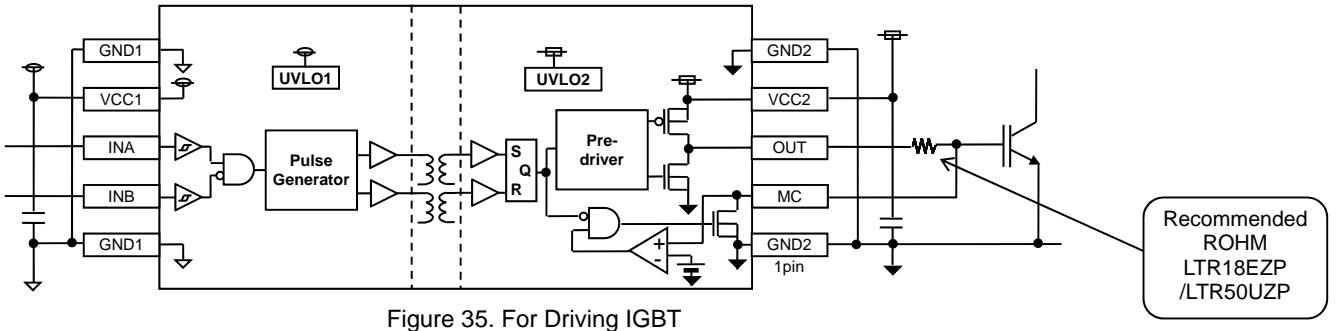 GND1
VCC1
INA
INB
GND1
UVLO1
Pulse
Generator
UVLO2
S
Q
R
Pre-
driver
+
-
GND2
VCC2
OUT
MC
GND2
1pin
Recommended
ROHM
LTR18EZP
/LTR50UZP
Figure 35. For Driving IGBT